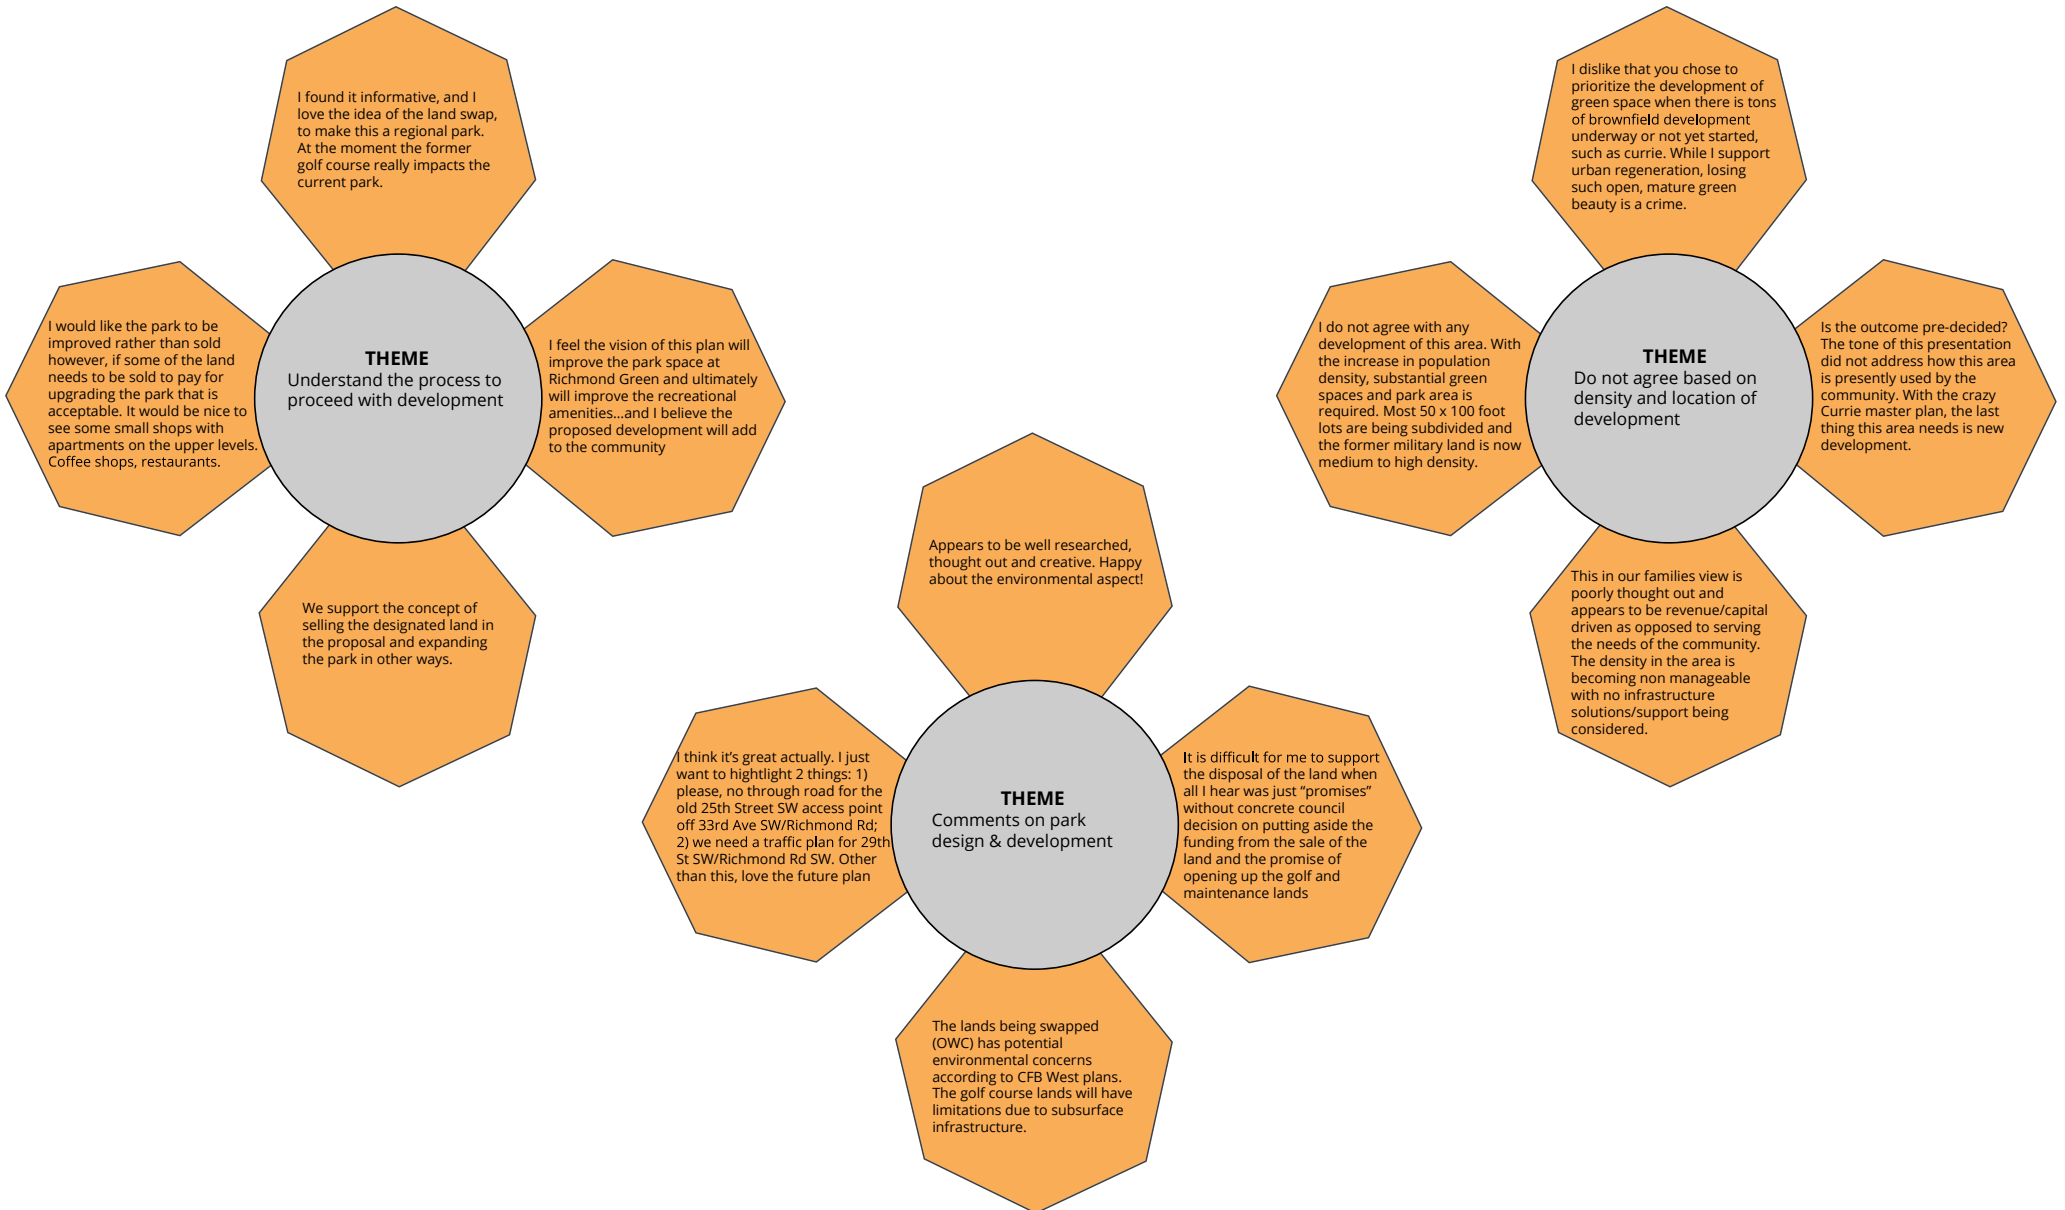 I found it informative, and I
love the idea of the land swap,
to make this a regional park.
At the moment the former
golf course really impacts the
current park.
I would like the park to be
improved rather than sold
however, if some of the land
needs to be sold to pay for
upgrading the park that is
acceptable. It would be nice to
see some small shops with
apartments on the upper levels.
Coffee shops, restaurants.
THEME
Understand the process to
proceed with development
I feel the vision of this plan will
improve the park space at
Richmond Green and ultimately
will improve the recreational
amenities...and I believe the
proposed development will add
to the community
We support the concept of
selling the designated land in
the proposal and expanding
the park in other ways.
Appears to be well researched,
thought out and creative. Happy
about the environmental aspect!
I think it’s great actually. I just
want to hightlight 2 things: 1)
please, no through road for the
old 25th Street SW access point
off 33rd Ave SW/Richmond Rd;
2) we need a traffic plan for 29th
St SW/Richmond Rd SW. Other
than this, love the future plan
THEME
Comments on park
design & development
It is difficult for me to support
the disposal of the land when
all I hear was just “promises”
without concrete council
decision on putting aside the
funding from the sale of the
land and the promise of
opening up the golf and
maintenance lands
The lands being swapped
(OWC) has potential
environmental concerns
according to CFB West plans.
The golf course lands will have
limitations due to subsurface
infrastructure.
I dislike that you chose to
prioritize the development of
green space when there is tons
of brownfield development
underway or not yet started,
such as currie. While I support
urban regeneration, losing
such open, mature green
beauty is a crime.
I do not agree with any
development of this area. With
the increase in population
density, substantial green
spaces and park area is
required. Most 50 x 100 foot
lots are being subdivided and
the former military land is now
medium to high density.
THEME
Do not agree based on
density and location of
development
Is the outcome pre-decided?
The tone of this presentation
did not address how this area
is presently used by the
community. With the crazy
Currie master plan, the last
thing this area needs is new
development.
This in our families view is
poorly thought out and
appears to be revenue/capital
driven as opposed to serving
the needs of the community.
The density in the area is
becoming non manageable
with no infrastructure
solutions/support being
considered.